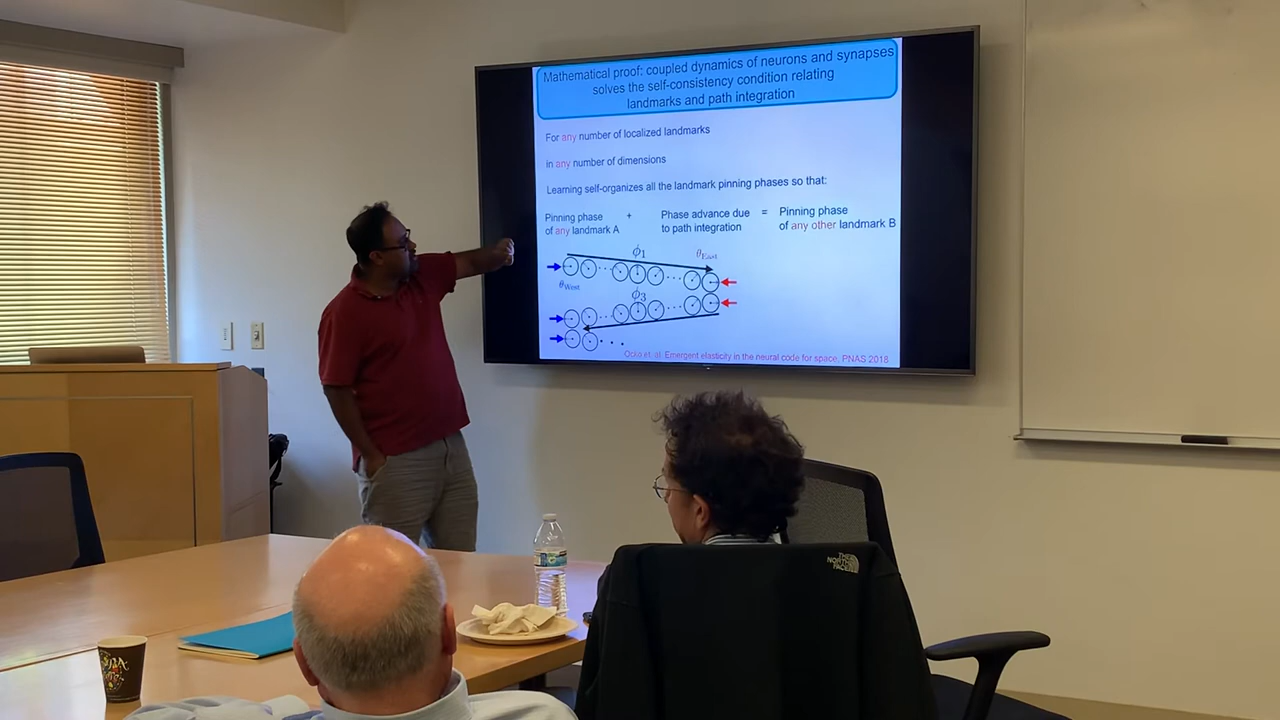 Mathematical proof: coupled dynamics of neurons and synapses
solves the self-consistency condition relating
landmarks and path integration
For any number of localized landmarks
in any number of dimensions
Learning self-organizes all the landmark pinning phases so that:
Pinning phase + Phase advance due = Pinning phase
of any landmark A to path integration of any other landmark B
ϕ1
θEast
θWest
ϕ3
Ocko et. al. Emergent elasticity in the neural code for space, PNAS 2018
THE
NORTH
FACE